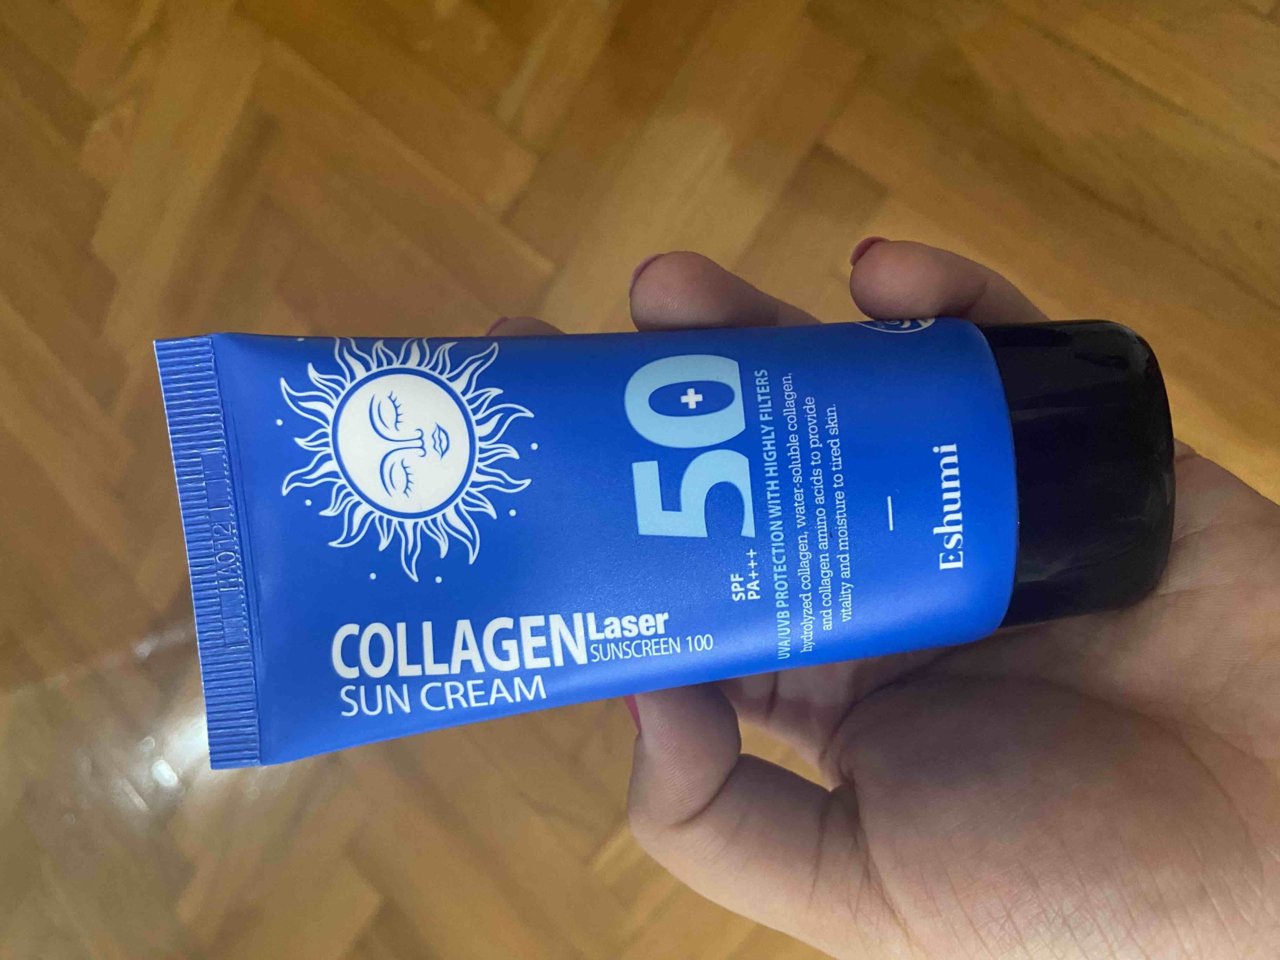 COLLAGEN Laser
SUN CREAM SUNSCREEN 100
50+
SPF
PA+++
UVA/UVB PROTECTION WITH HIGHLY FILTERS
hydrolyzed collagen, water-soluble collagen,
and collagen amino acids to provide
vitality and moisture to tired skin.
Eshumi